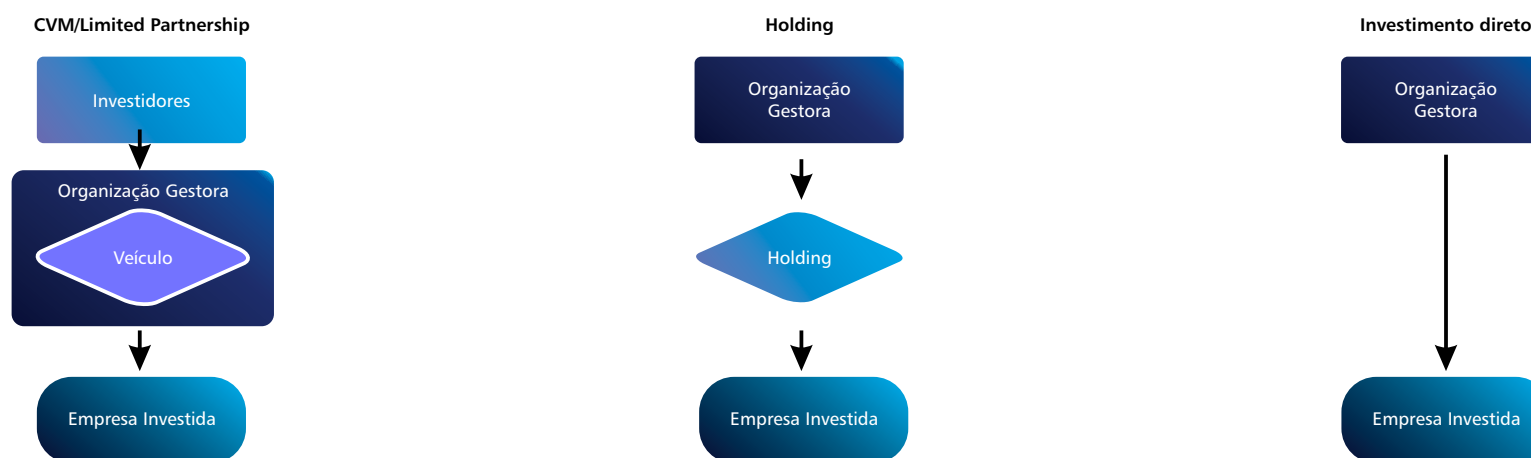 CVM/Limited Partnership
Investidores
Organização Gestora
Veículo
Empresa Investida
Holding
Organização
Gestora
Holding
Empresa Investida
Investimento direto
Organização
Gestora
Empresa Investida